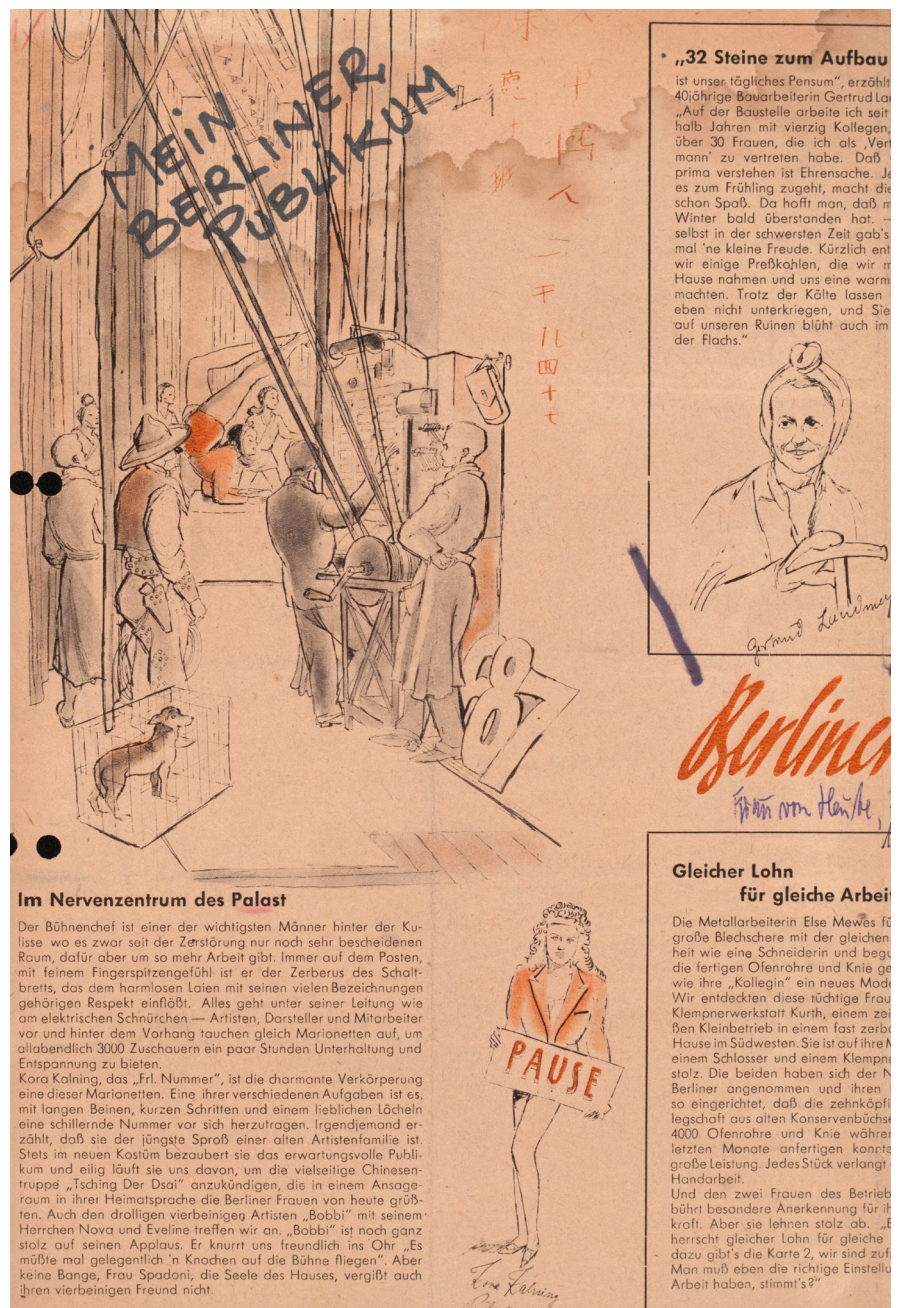 MEIN
BERLINER
PUBLIKUM
„32 Steine zum Aufbau
ist unser tägliches Pensum“, erzählt
40jährige Bauarbeiterin Gertrud
„Auf der Baustelle arbeite ich seit
halb Jahren mit vierzig Kollegen,
über 30 Frauen, die ich als
mann‘ zu vertreten habe. Daß
prima verstehen ist Ehrensache.
es zum Frühling zugeht, macht
schon Spaß. Da hofft man, daß
Winter bald überstanden hat. —
selbst in der schwersten Zeit gab's
mal 'ne kleine Freude. Kürzlich
wir einige Preßkohlen, die wir
Hause nahmen und uns eine
machten. Trotz der Kälte lassen
eben nicht unterkriegen, und Sie
auf unseren Ruinen blüht auch im
der Flachs.“
Gertrud
人
二
千
八
四
十
七
Berliner
Frau von Heute,
Im Nervenzentrum des Palast
Der Bühnenchef ist einer der wichtigsten Männer hinter der Ku-
lisse wo es zwar seit der Zerstörung nur noch sehr bescheidenen
Raum, dafür aber um so mehr Arbeit gibt. Immer auf dem Posten,
mit feinem Fingerspitzengefühl ist er der Zerberus des Schalt-
bretts, das dem harmlosen Laien mit seinen vielen Bezeichnungen
gehörigen Respekt einflößt. Alles geht unter seiner Leitung wie
am elektrischen Schnürchen — Artisten, Darsteller und Mitarbeiter
vor und hinter dem Vorhang tauchen gleich Marionetten auf, um
allabendlich 3000 Zuschauern ein paar Stunden Unterhaltung und
Entspannung zu bieten.
Kora Kalning, das „Frl. Nummer“, ist die charmante Verkörperung
eine dieser Marionetten. Eine ihrer verschiedenen Aufgaben ist es,
mit langen Beinen, kurzen Schritten und einem lieblichen Lächeln
eine schillernde Nummer vor sich herzutragen. Irgendjemand er-
zählt, daß sie der jüngste Sproß einer alten Artistenfamilie ist.
Stets im neuen Kostüm bezaubert sie das erwartungsvolle Publi-
kum und eilig läuft sie uns davon, um die vielseitige Chinesen-
truppe „Tsching Der Dsai“ anzukündigen, die in einem Ansage-
raum in ihrer Heimatsprache die Berliner Frauen von heute grüß-
ten. Auch den drolligen vierbeinigen Artisten „Bobbi“ mit seinem
Herrchen Nova und Eveline treffen wir an. „Bobbi“ ist noch ganz
stolz auf seinen Applaus. Er knurrt uns freundlich ins Ohr „Es
müßte mal gelegentlich 'n Knochen auf die Bühne fliegen“. Aber
keine Bange, Frau Spadoni, die Seele des Hauses, vergißt auch
ihren vierbeinigen Freund nicht.
PAUSE
Kora Kalning
Gleicher Lohn
für gleiche Arbeit
Die Metallarbeiterin Else Mewes
große Blechschere mit der gleichen
heit wie eine Schneiderin und
die fertigen Ofenrohre und Knie
wie ihre „Kollegin“ ein neues
Wir entdeckten diese tüchtige Frau
Klempnerwerkstatt Kurth, einem
ßen Kleinbetrieb in einem fast
Hause im Südwesten. Sie ist auf ihre
einem Schlosser und einem
stolz. Die beiden haben sich der
Berliner angenommen und ihren
so eingerichtet, daß die
legschaft aus alten
4000 Ofenrohre und Knie
letzten Monate anfertigen
große Leistung. Jedes Stück verlangt
Handarbeit.
Und den zwei Frauen des
bührt besondere Anerkennung für
kraft. Aber sie lehnen stolz ab.
herrscht gleicher Lohn für gleiche
dazu gibt's die Karte 2, wir sind
Man muß eben die richtige
Arbeit haben, stimmt's?“